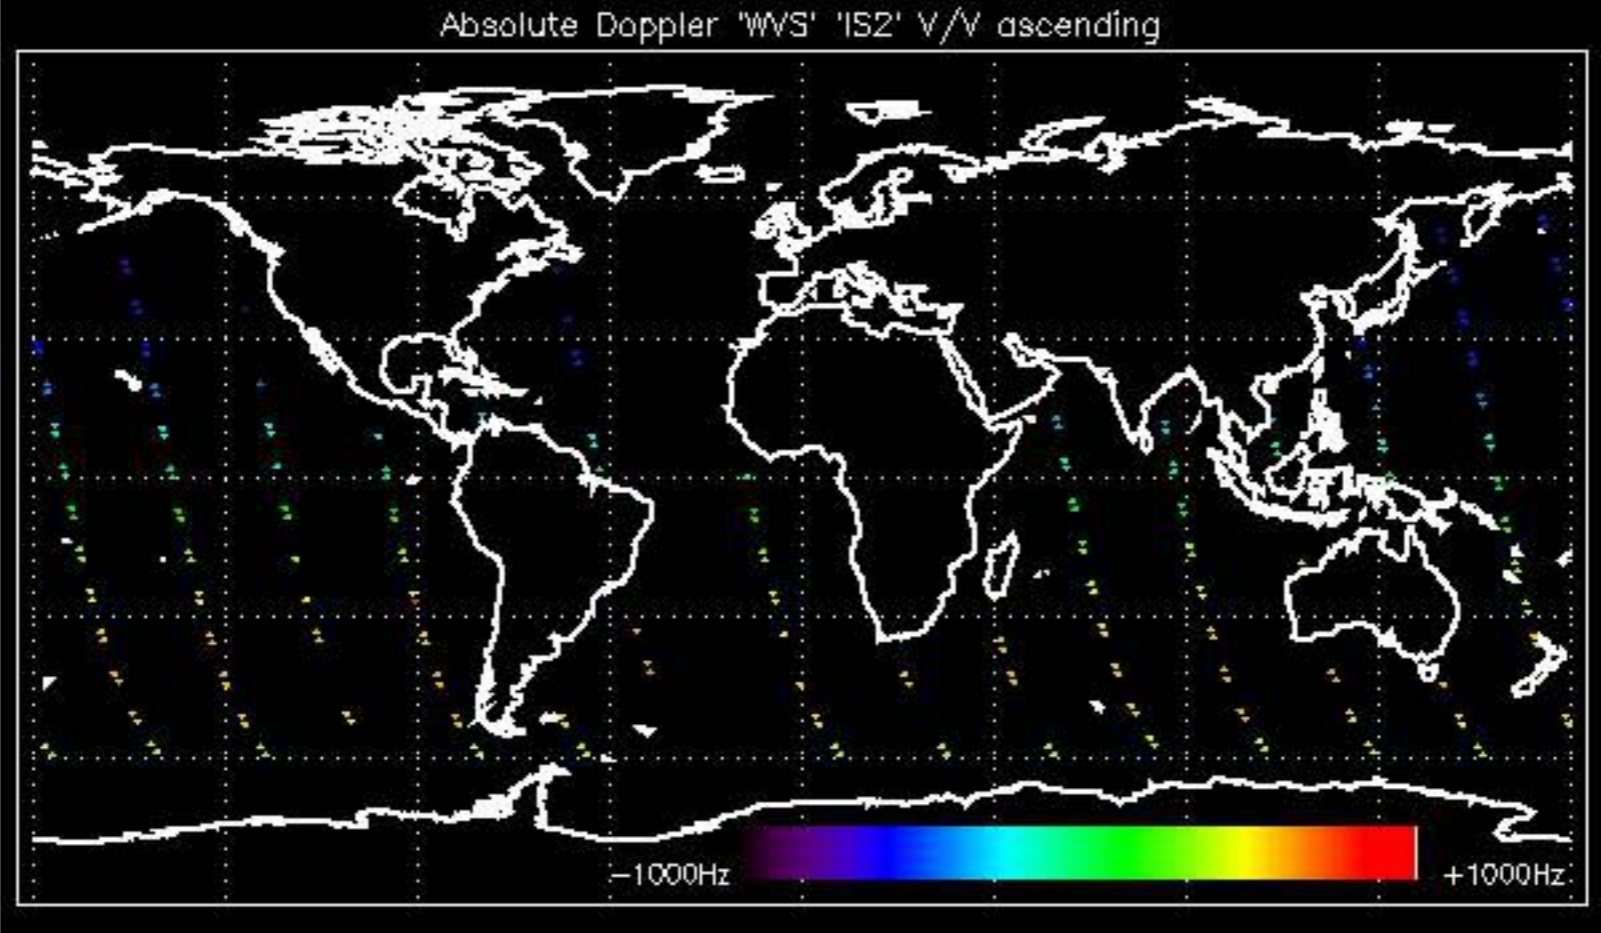 Absolute Doppler 'WVS' 'IS2' V/V ascending
-1000Hz
+1000Hz